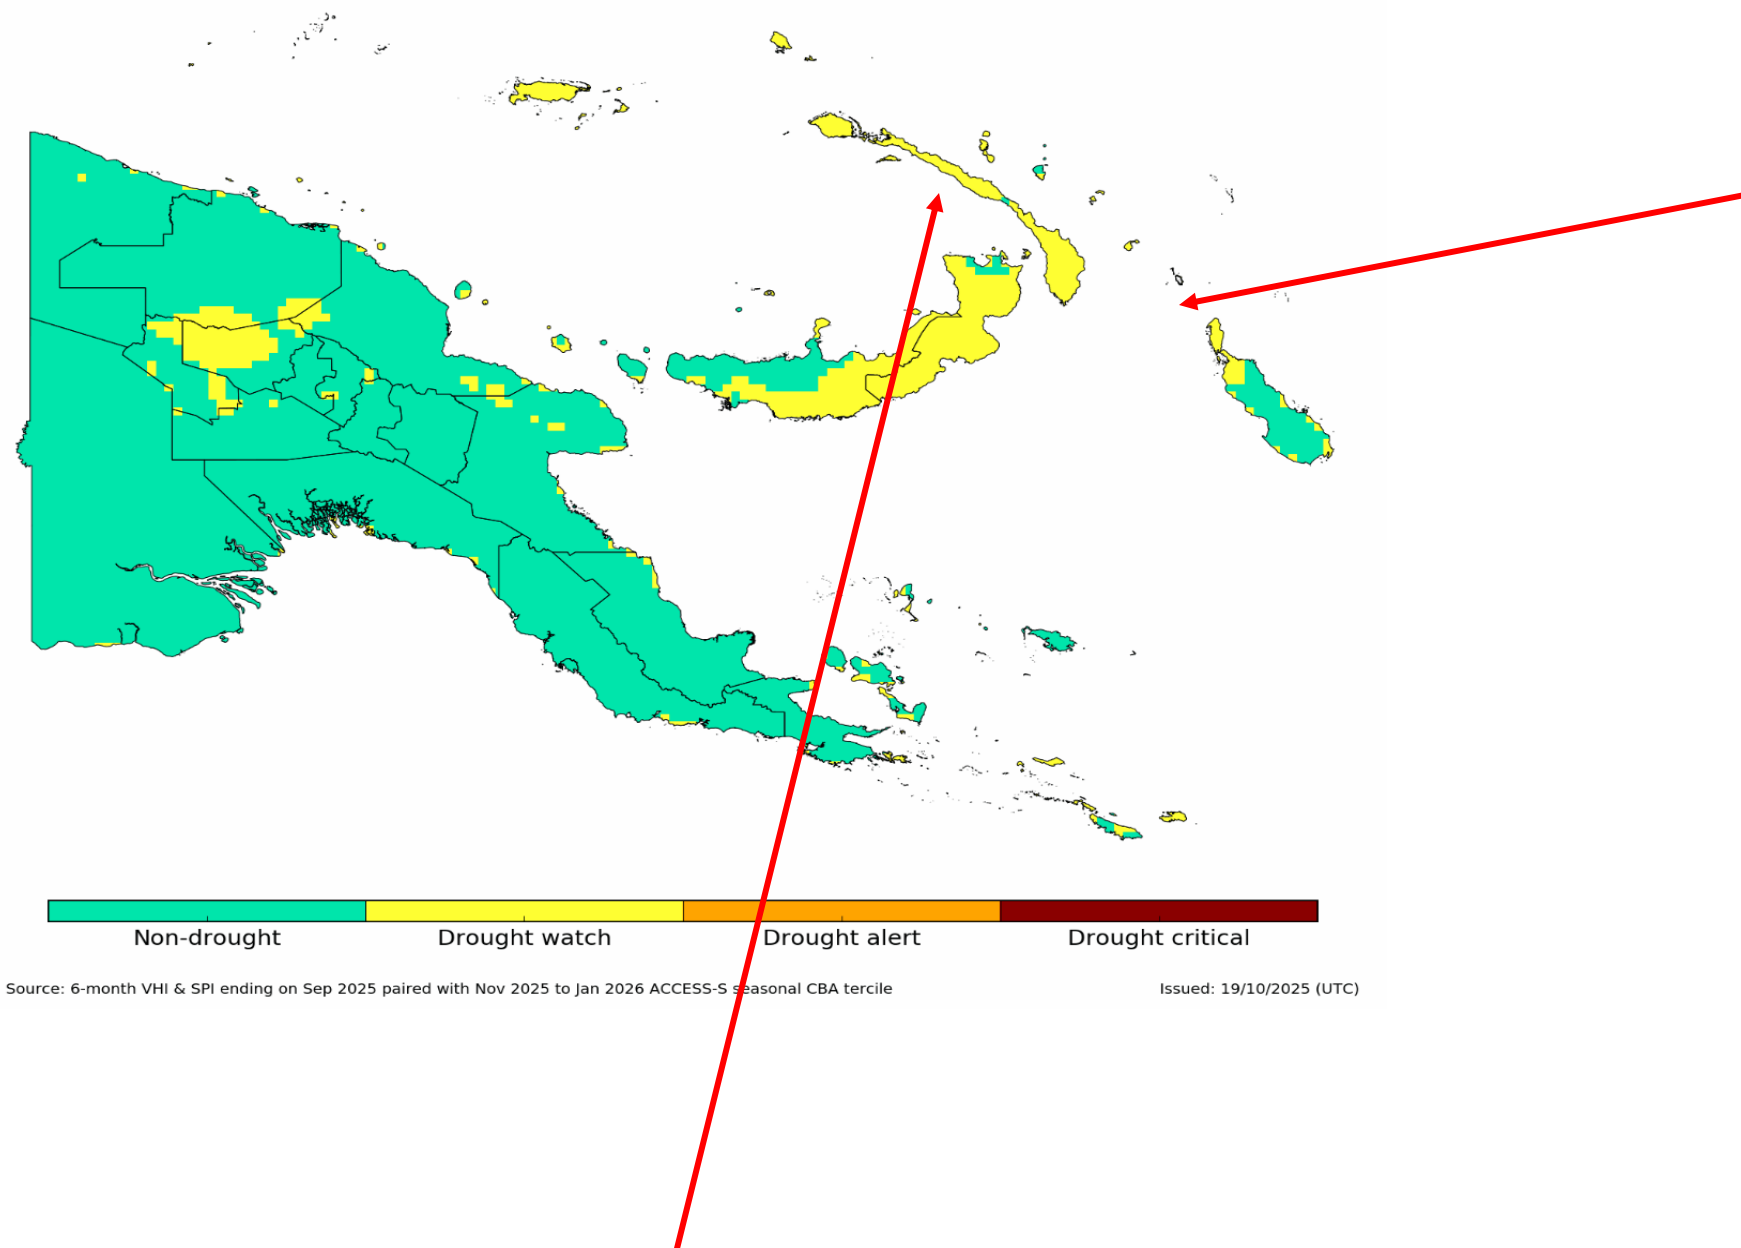 Non-drought
Drought watch
Drought alert
Drought critical
Source: 6-month VHI & SPI ending on Sep 2025 paired with Nov 2025 to Jan 2026 ACCESS-S seasonal CBA tercile
Issued: 19/10/2025 (UTC)